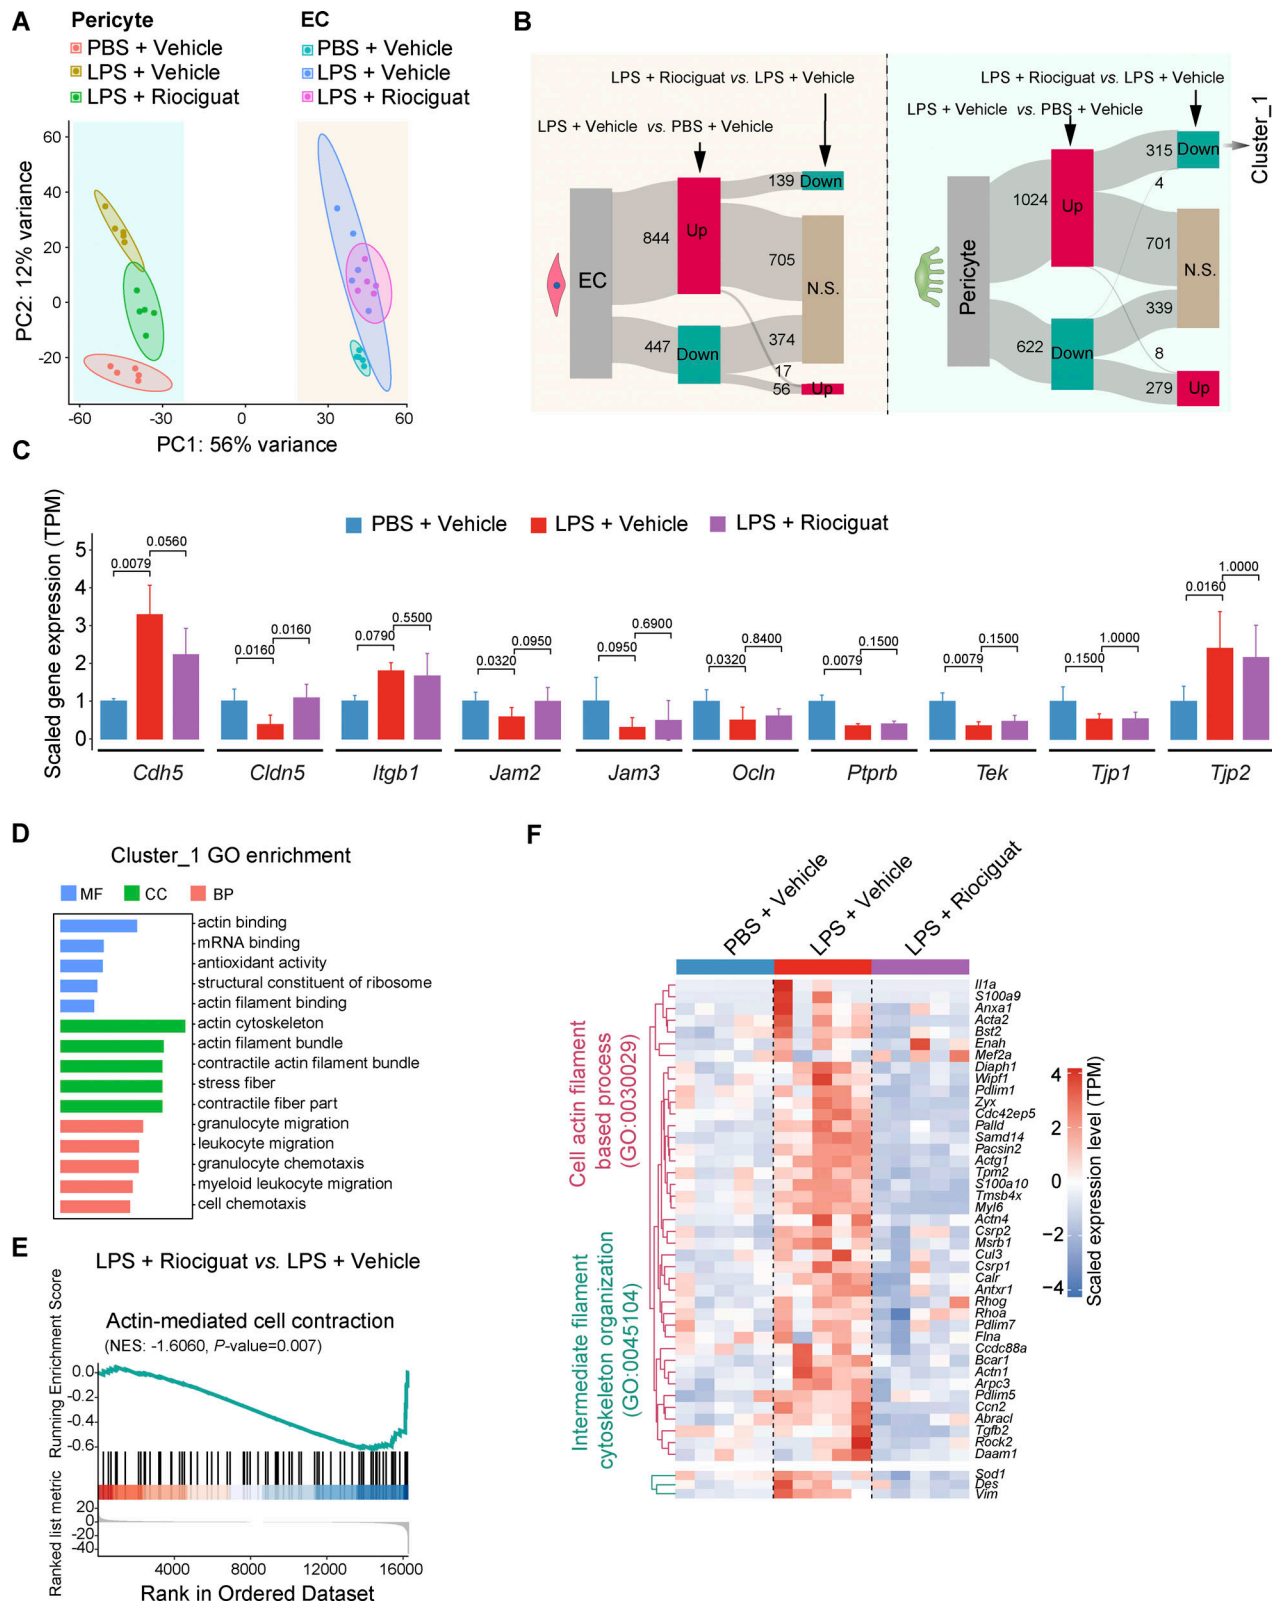 A
Pericyte
PBS + Vehicle
LPS + Vehicle
LPS + Riociguat
EC
PBS + Vehicle
LPS + Vehicle
LPS + Riociguat
PC2: 12% variance
60
40
20
0
-20
-60
-30
0
30
60
PC1: 56% variance
B
LPS + Riociguat vs. LPS + Vehicle
LPS + Vehicle vs. PBS + Vehicle
EC
844
447
Up
Down
139
705
374
17
56
Down
N.S.
Up
LPS + Riociguat vs. LPS + Vehicle
LPS + Vehicle vs. PBS + Vehicle
Pericyte
1024
622
Up
Down
315
4
701
339
8
279
Down
N.S.
Up
Cluster_1
C
Scaled gene expression (TPM)
PBS + Vehicle
LPS + Vehicle
LPS + Riociguat
5
4
3
2
1
0
0.0079
0.0560
0.0160
0.0160
0.0790
0.5500
0.0320
0.0950
0.0950
0.6900
0.0320
0.8400
0.0079
0.1500
0.0079
0.1500
0.1500
1.0000
0.0160
1.0000
Cdh5
Cldn5
Itgb1
Jam2
Jam3
Ocln
Ptprb
Tek
Tjp1
Tjp2
D
Cluster_1 GO enrichment
MF
CC
BP
actin binding
mRNA binding
antioxidant activity
structural constituent of ribosome
actin filament binding
actin cytoskeleton
actin filament bundle
contractile actin filament bundle
stress fiber
contractile fiber part
granulocyte migration
leukocyte migration
granulocyte chemotaxis
myeloid leukocyte migration
cell chemotaxis
E
LPS + Riociguat vs. LPS + Vehicle
Actin-mediated cell contraction
(NES: -1.6060, P-value=0.007)
Running Enrichment Score
0.0
-0.2
-0.4
-0.6
Ranked list metric
20
0
-20
-40
4000
8000
12000
16000
Rank in Ordered Dataset
F
PBS + Vehicle
LPS + Vehicle
LPS + Riociguat
Cell actin filament
based process
(GO:0030029)
Intermediate filament
cytoskeleton organization
(GO:0045104)
Il1a
S100a9
Anxa1
Acta2
Bst2
Enah
Mef2a
Diaph1
Wipf1
Pdlim1
Zyx
Cdc42ep5
Palld
Samd14
Pacsin2
Actg1
Tpm2
S100a10
Tmsb4x
Myl6
Actn4
Csrp2
Msrb1
Cul3
Csrp1
Calr
Antxr1
Rhog
Rhoa
Pdlim7
Flna
Ccdc88a
Bcar1
Actn1
Arpc3
Pdlim5
Ccn2
Abracl
Tgfb2
Rock2
Daam1
Sod1
Des
Vim
4
2
0
−2
−4
Scaled expression level (TPM)